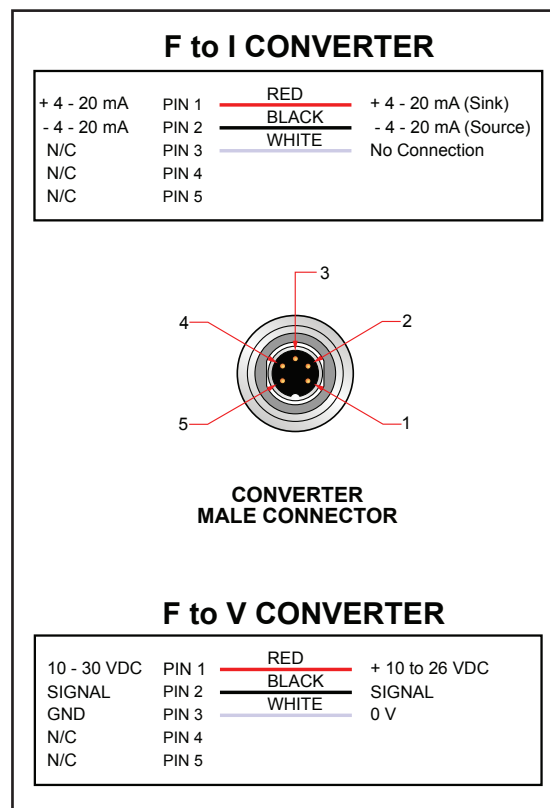 F to I CONVERTER
RED
+ 4 - 20 mA PIN 1 + 4 - 20 mA (Sink)
BLACK
- 4 - 20 mA PIN 2 - 4 - 20 mA (Source)
WHITE
N/C PIN 3 No Connection
N/C PIN 4
N/C PIN 5
3
4 2
5 1
CONVERTER
MALE CONNECTOR
F to V CONVERTER
RED
10 - 30 VDC PIN 1 + 10 to 26 VDC
BLACK
SIGNAL PIN 2 SIGNAL
WHITE
GND PIN 3 0 V
N/C PIN 4
N/C PIN 5